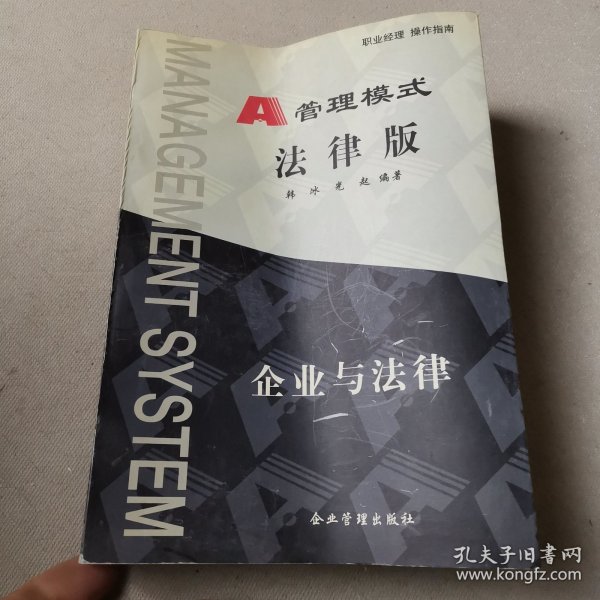 职业经理 操作指南
A管理模式
法律版
韩冰 光赵 编著
MANAGEMENT SYSTEM
企业与法律
企业管理出版社
孔夫子旧书网
www.kongfz.com